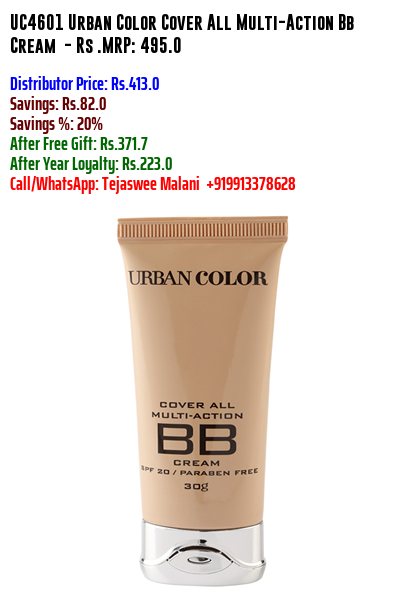 UC4601 Urban Color Cover All Multi-Action Bb
Cream - Rs .MRP: 495.0
Distributor Price: Rs.413.0
Savings: Rs.82.0
Savings %: 20%
After Free Gift: Rs.371.7
After Year Loyalty: Rs.223.0
Call/WhatsApp: Tejaswee Malani +919913378628
URBAN COLOR
COVER ALL
MULTI-ACTION
BB
CREAM
SPF 20 / PARABEN FREE
30g